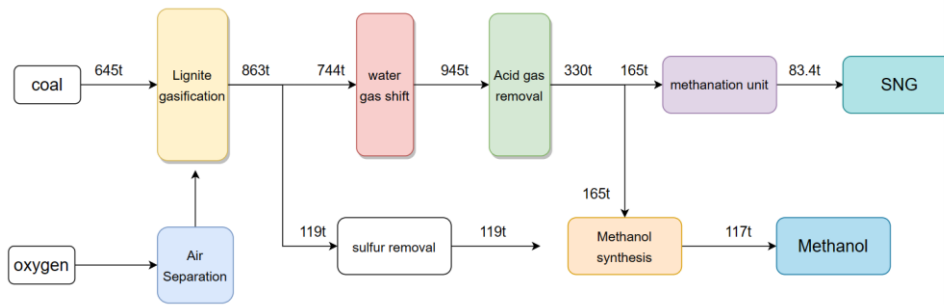 coal
645t
Lignite
gasification
863t
744t
water
gas shift
945t
Acid gas
removal
330t
165t
methanation unit
83.4t
SNG
165t
oxygen
Air
Separation
119t
sulfur removal
119t
Methanol
synthesis
117t
Methanol